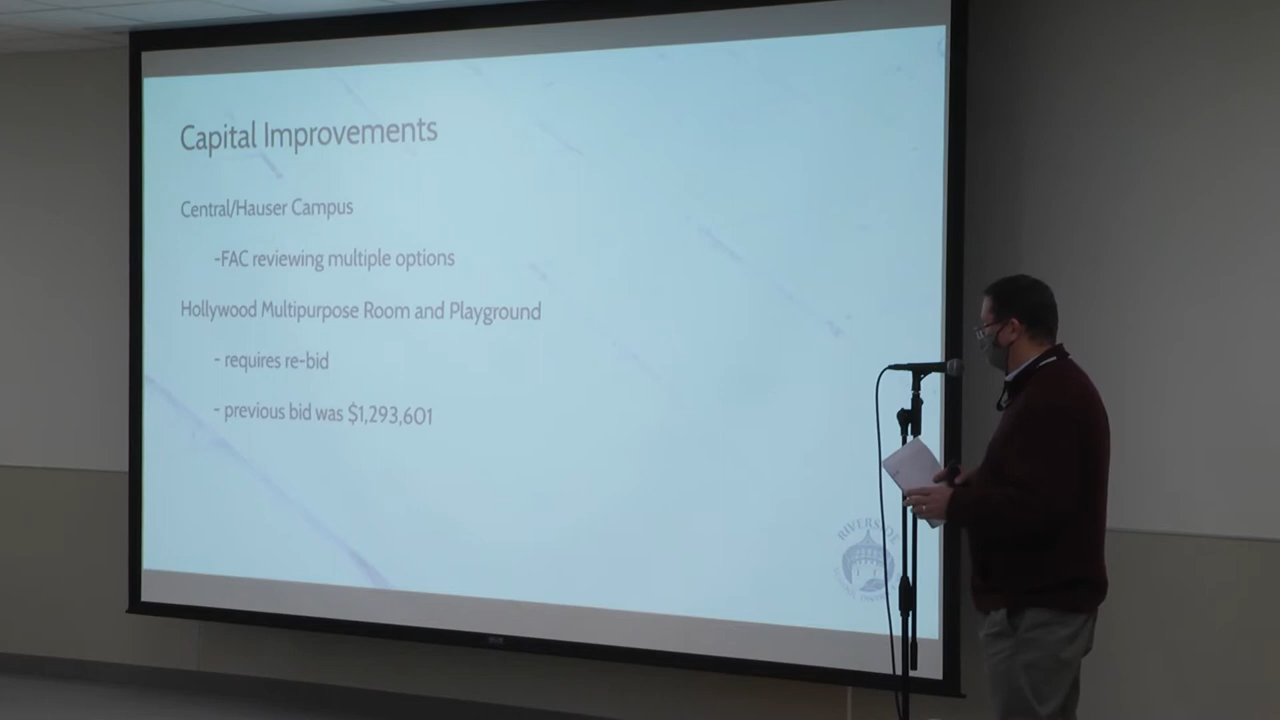 Capital Improvements
Central/Hauser Campus
-FAC reviewing multiple options
Hollywood Multipurpose Room and Playground
- requires re-bid
- previous bid was $1,293,601
RIVERSIDE